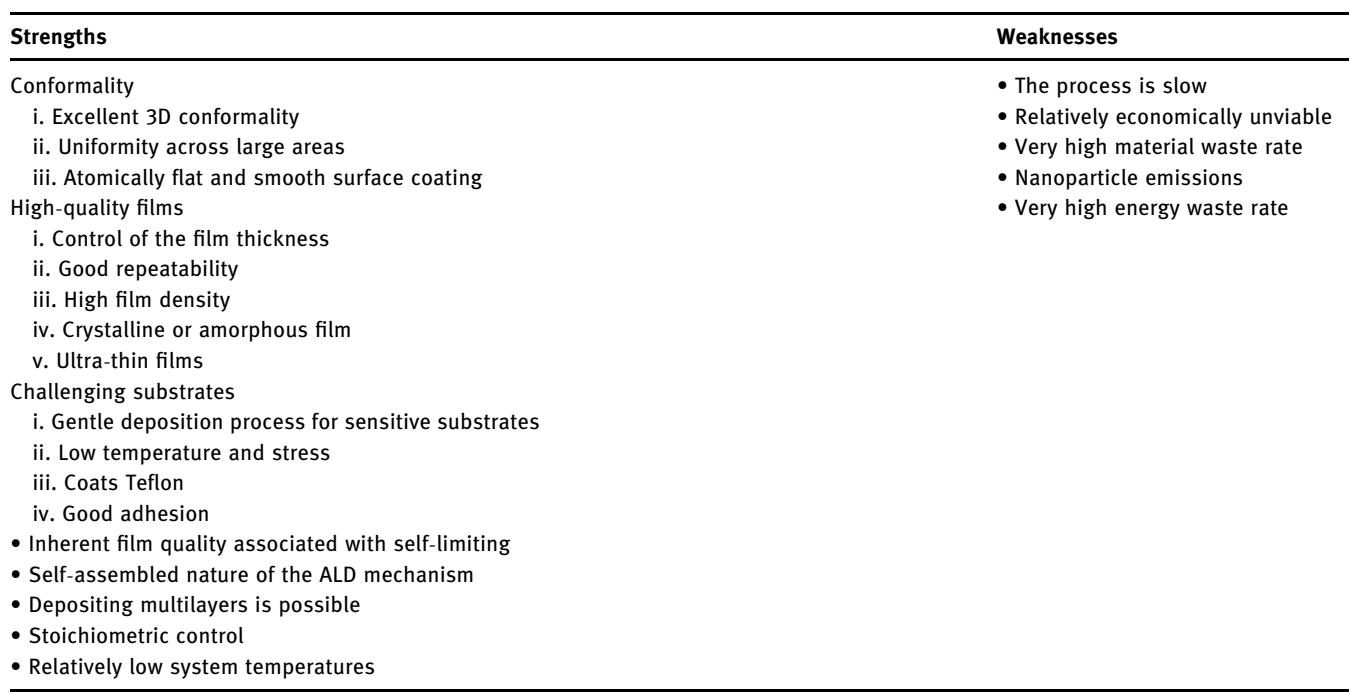 Strengths Weaknesses
Conformality • The process is slow
i. Excellent 3D conformality • Relatively economically unviable
ii. Uniformity across large areas • Very high material waste rate
iii. Atomically flat and smooth surface coating • Nanoparticle emissions
High-quality films • Very high energy waste rate
i. Control of the film thickness
ii. Good repeatability
iii. High film density
iv. Crystalline or amorphous film
v. Ultra-thin films
Challenging substrates
i. Gentle deposition process for sensitive substrates
ii. Low temperature and stress
iii. Coats Teflon
iv. Good adhesion
• Inherent film quality associated with self-limiting
• Self-assembled nature of the ALD mechanism
• Depositing multilayers is possible
• Stoichiometric control
• Relatively low system temperatures